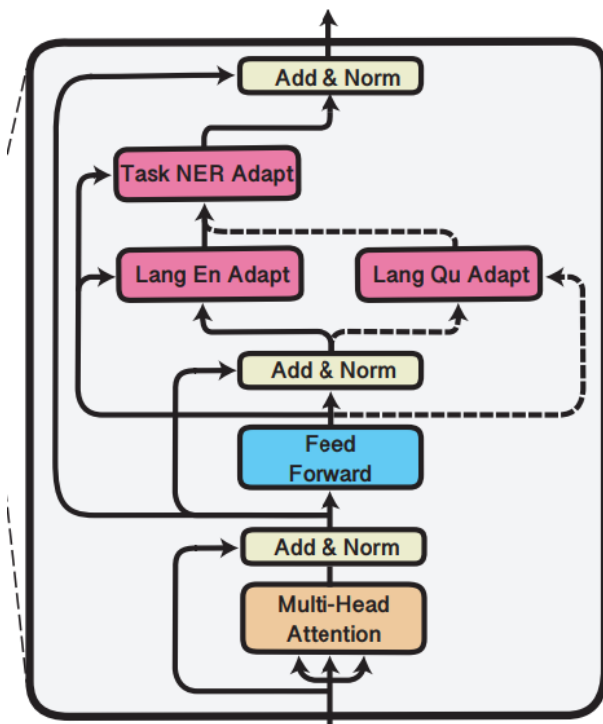 Add & Norm
Task NER Adapt
Lang En Adapt
Lang Qu Adapt
Add & Norm
Feed
Forward
Add & Norm
Multi-Head
Attention